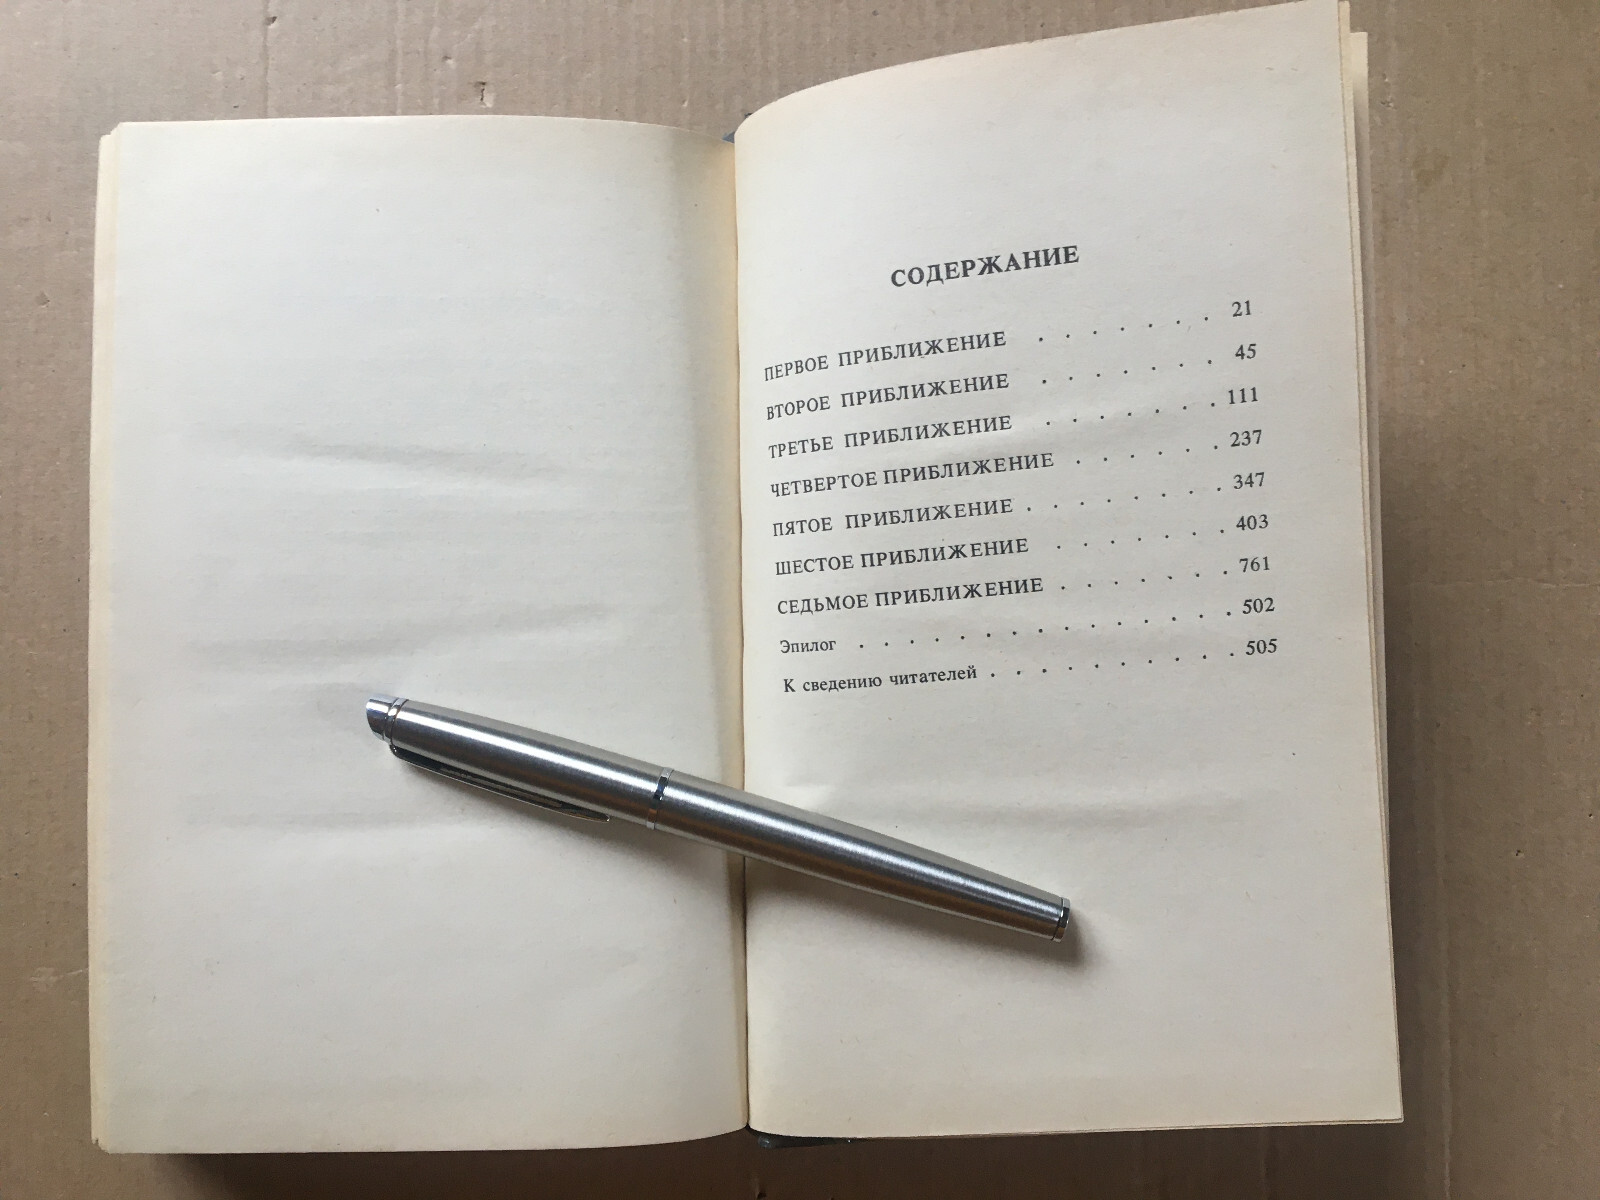 СОДЕРЖАНИЕ
ПЕРВОЕ ПРИБЛИЖЕНИЕ . . . . . . . 21
ВТОРОЕ ПРИБЛИЖЕНИЕ . . . . . . . 45
ТРЕТЬЕ ПРИБЛИЖЕНИЕ . . . . . . . 111
ЧЕТВЕРТОЕ ПРИБЛИЖЕНИЕ . . . . . . 237
ПЯТОЕ ПРИБЛИЖЕНИЕ . . . . . . . . 347
ШЕСТОЕ ПРИБЛИЖЕНИЕ . . . . . . . 403
СЕДЬМОЕ ПРИБЛИЖЕНИЕ . . . . . . . 761
Эпилог . . . . . . . . . . . . . . . 502
К сведению читателей . . . . . . . . . . 505